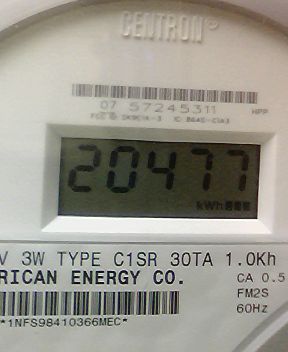 CENTRON®
07 57245311 HPP
20477
kWh
V 3W TYPE C1SR 30TA 1.0Kh
RICAN ENERGY CO. CA 0.5
FM2S
60Hz
*1NFS98410366MEC*